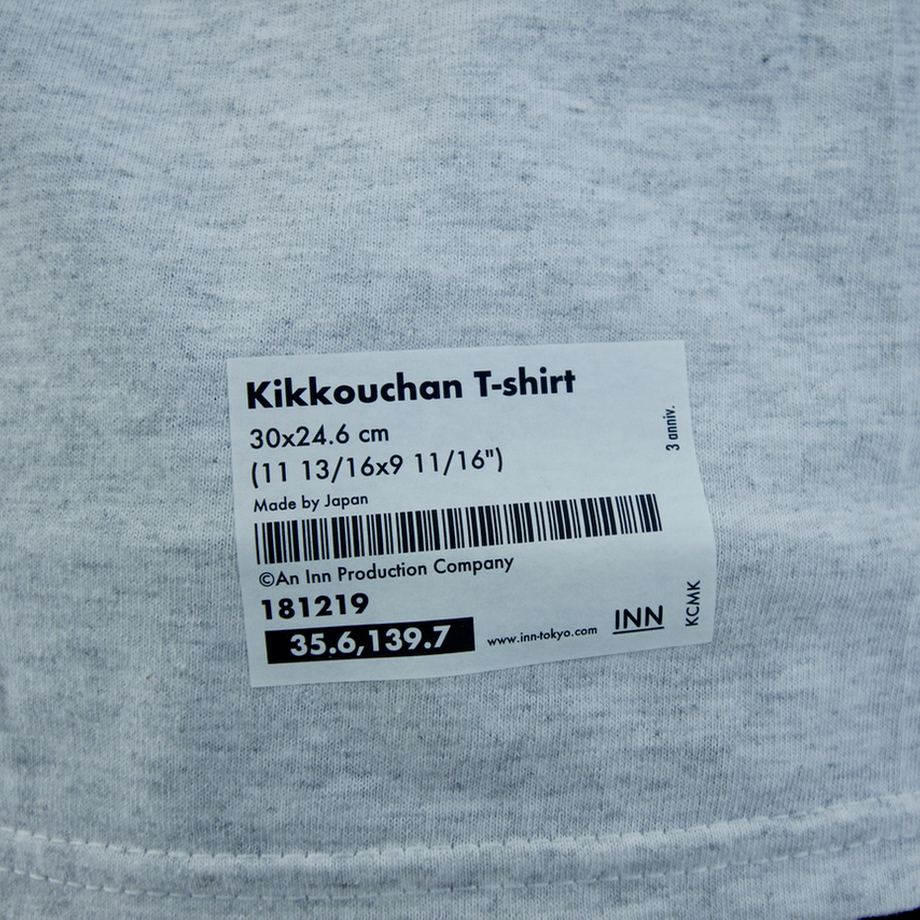 Kikkouchan T-shirt
30x24.6 cm
(11 13/16x9 11/16")
3 anniv.
Made by Japan
©An Inn Production Company
181219
35.6,139.7
www.inn-tokyo.com
INN
KCMK